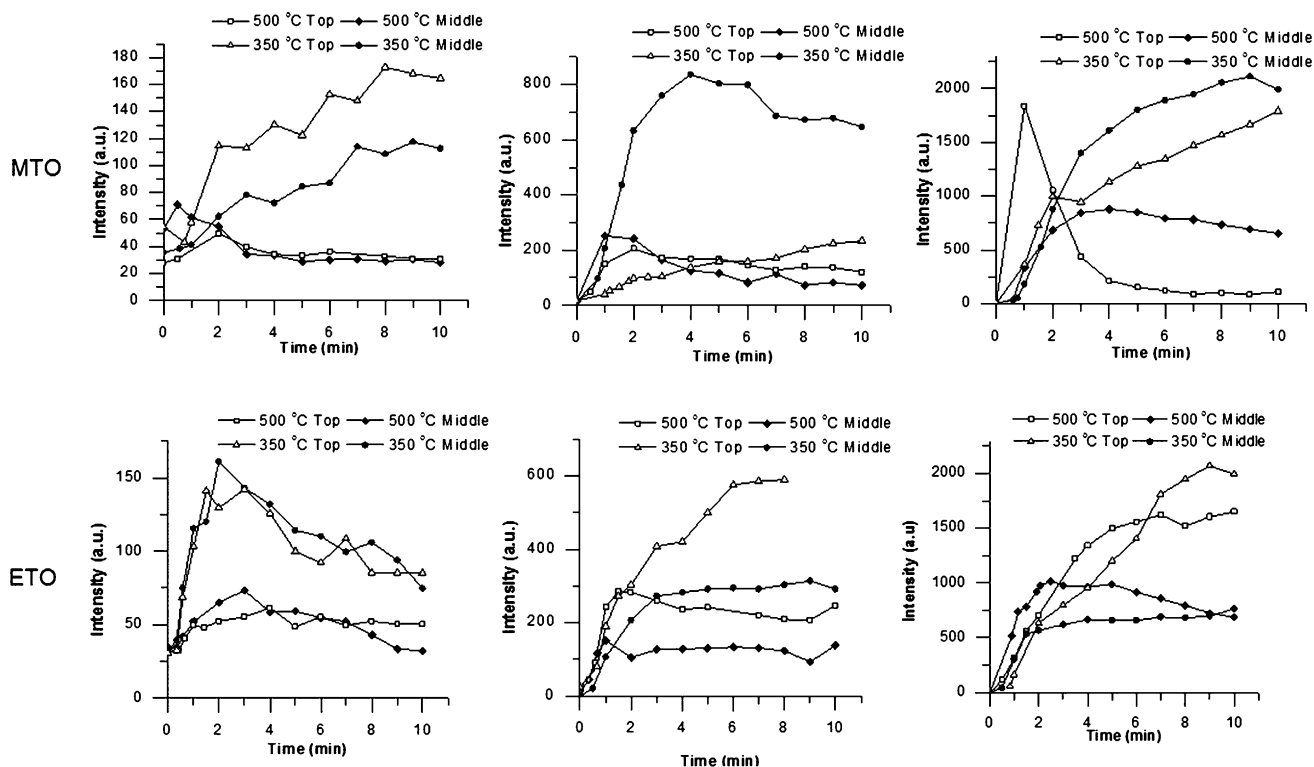 MTO
500 °C Top 500 °C Middle
350 °C Top 350 °C Middle
Intensity (a.u.)
180
160
140
120
100
80
60
40
20
0
0 2 4 6 8 10
Time (min)
500 °C Top 500 °C Middle
350 °C Top 350 °C Middle
Intensity (a.u.)
800
600
400
200
0
0 2 4 6 8 10
Time (min)
500 °C Top 500 °C Middle
350 °C Top 350 °C Middle
Intensity (a.u.)
2000
1500
1000
500
0
0 2 4 6 8 10
Time (min)
ETO
500 °C Top 500 °C Middle
350 °C Top 350 °C Middle
Intensity (a.u.)
150
100
50
0
0 2 4 6 8 10
Time (min)
500 °C Top 500 °C Middle
350 °C Top 350 °C Middle
Intensity (a.u.)
600
400
200
0
0 2 4 6 8 10
Time (min)
500 °C Top 500 °C Middle
350 °C Top 350 °C Middle
Intensity (a.u)
2000
1500
1000
500
0
0 2 4 6 8 10
Time (min)